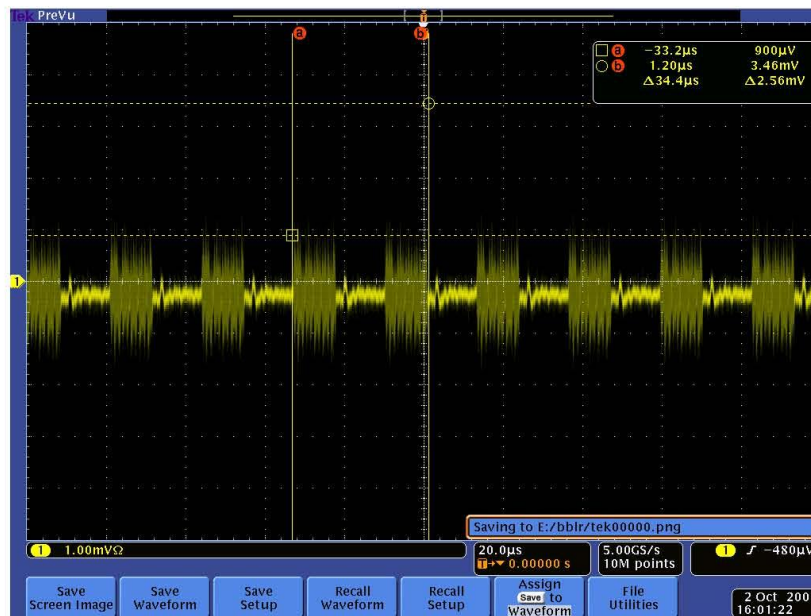 Tek PreVu
T
a b
a -33.2µs 900µV
b 1.20µs 3.46mV
Δ34.4µs Δ2.56mV
1
Saving to E:/bblr/tek00000.png
1 1.00mVΩ
20.0µs 5.00GS/s 1 -480µV
T→▼ 0.00000 s 10M points
Save Screen Image
Save Waveform
Save Setup
Recall Waveform
Recall Setup
Assign Save to Waveform
File Utilities
2 Oct 200
16:01:22